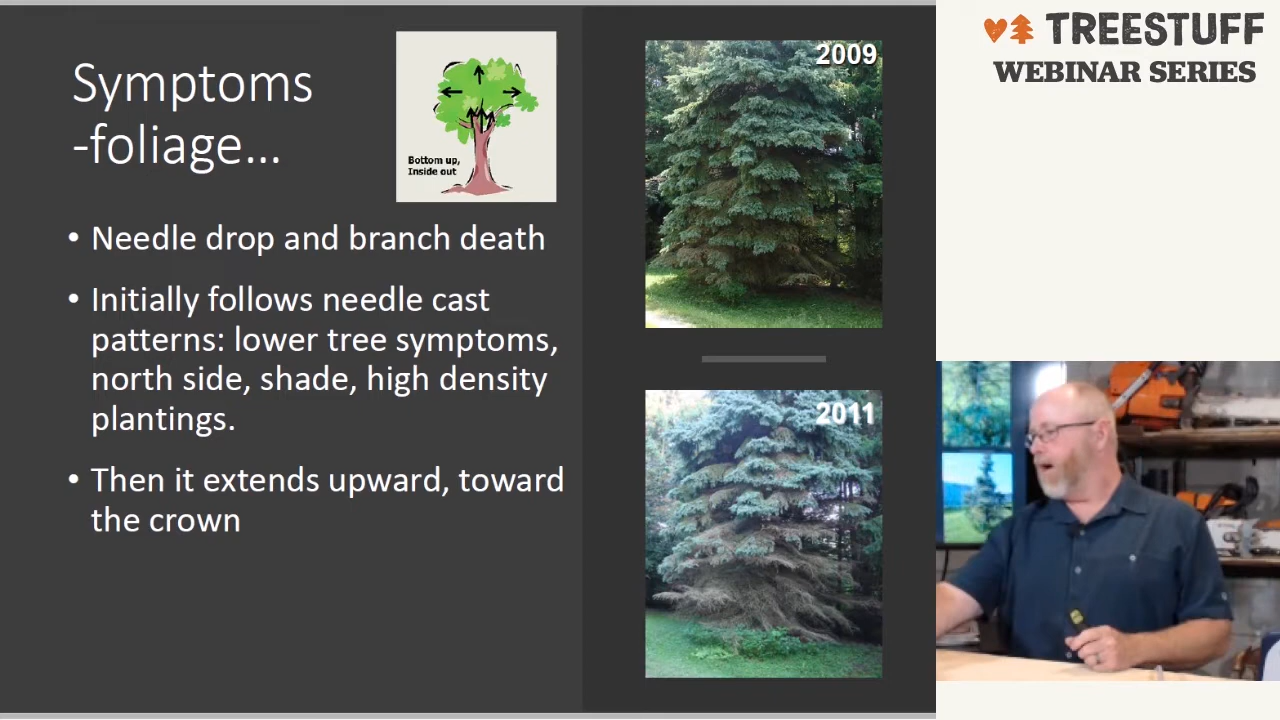 Symptoms
-foliage...
Bottom up,
Inside out
• Needle drop and branch death
• Initially follows needle cast
patterns: lower tree symptoms,
north side, shade, high density
plantings.
• Then it extends upward, toward
the crown
2009
2011
TREESTUFF
WEBINAR SERIES